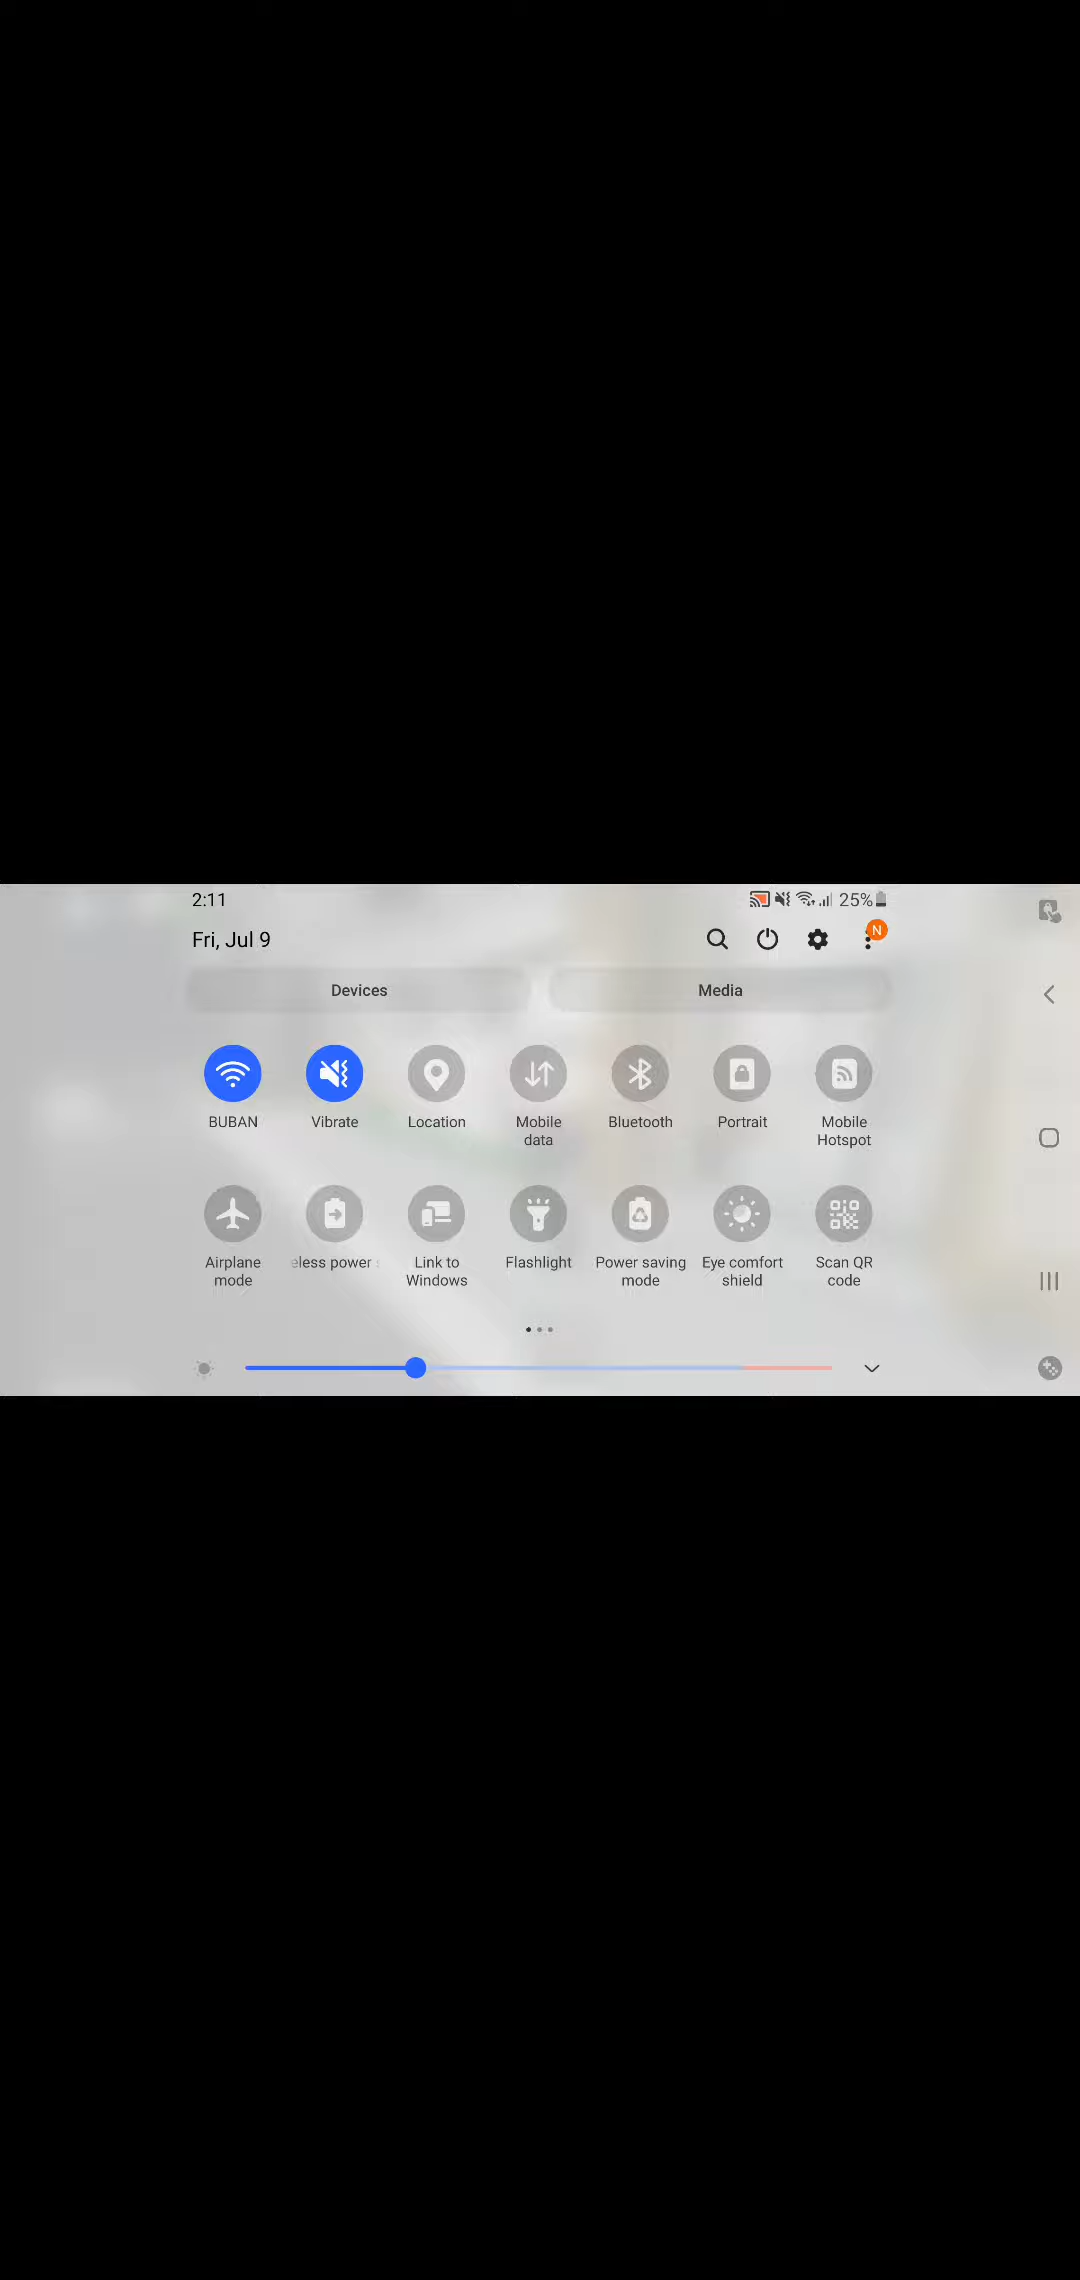 2:11
25%
Fri, Jul 9
N
Devices
Media
BUBAN
Vibrate
Location
Mobile
data
Bluetooth
Portrait
Mobile
Hotspot
Airplane
mode
eless power
Link to
Windows
Flashlight
Power saving
mode
Eye comfort
shield
Scan QR
code